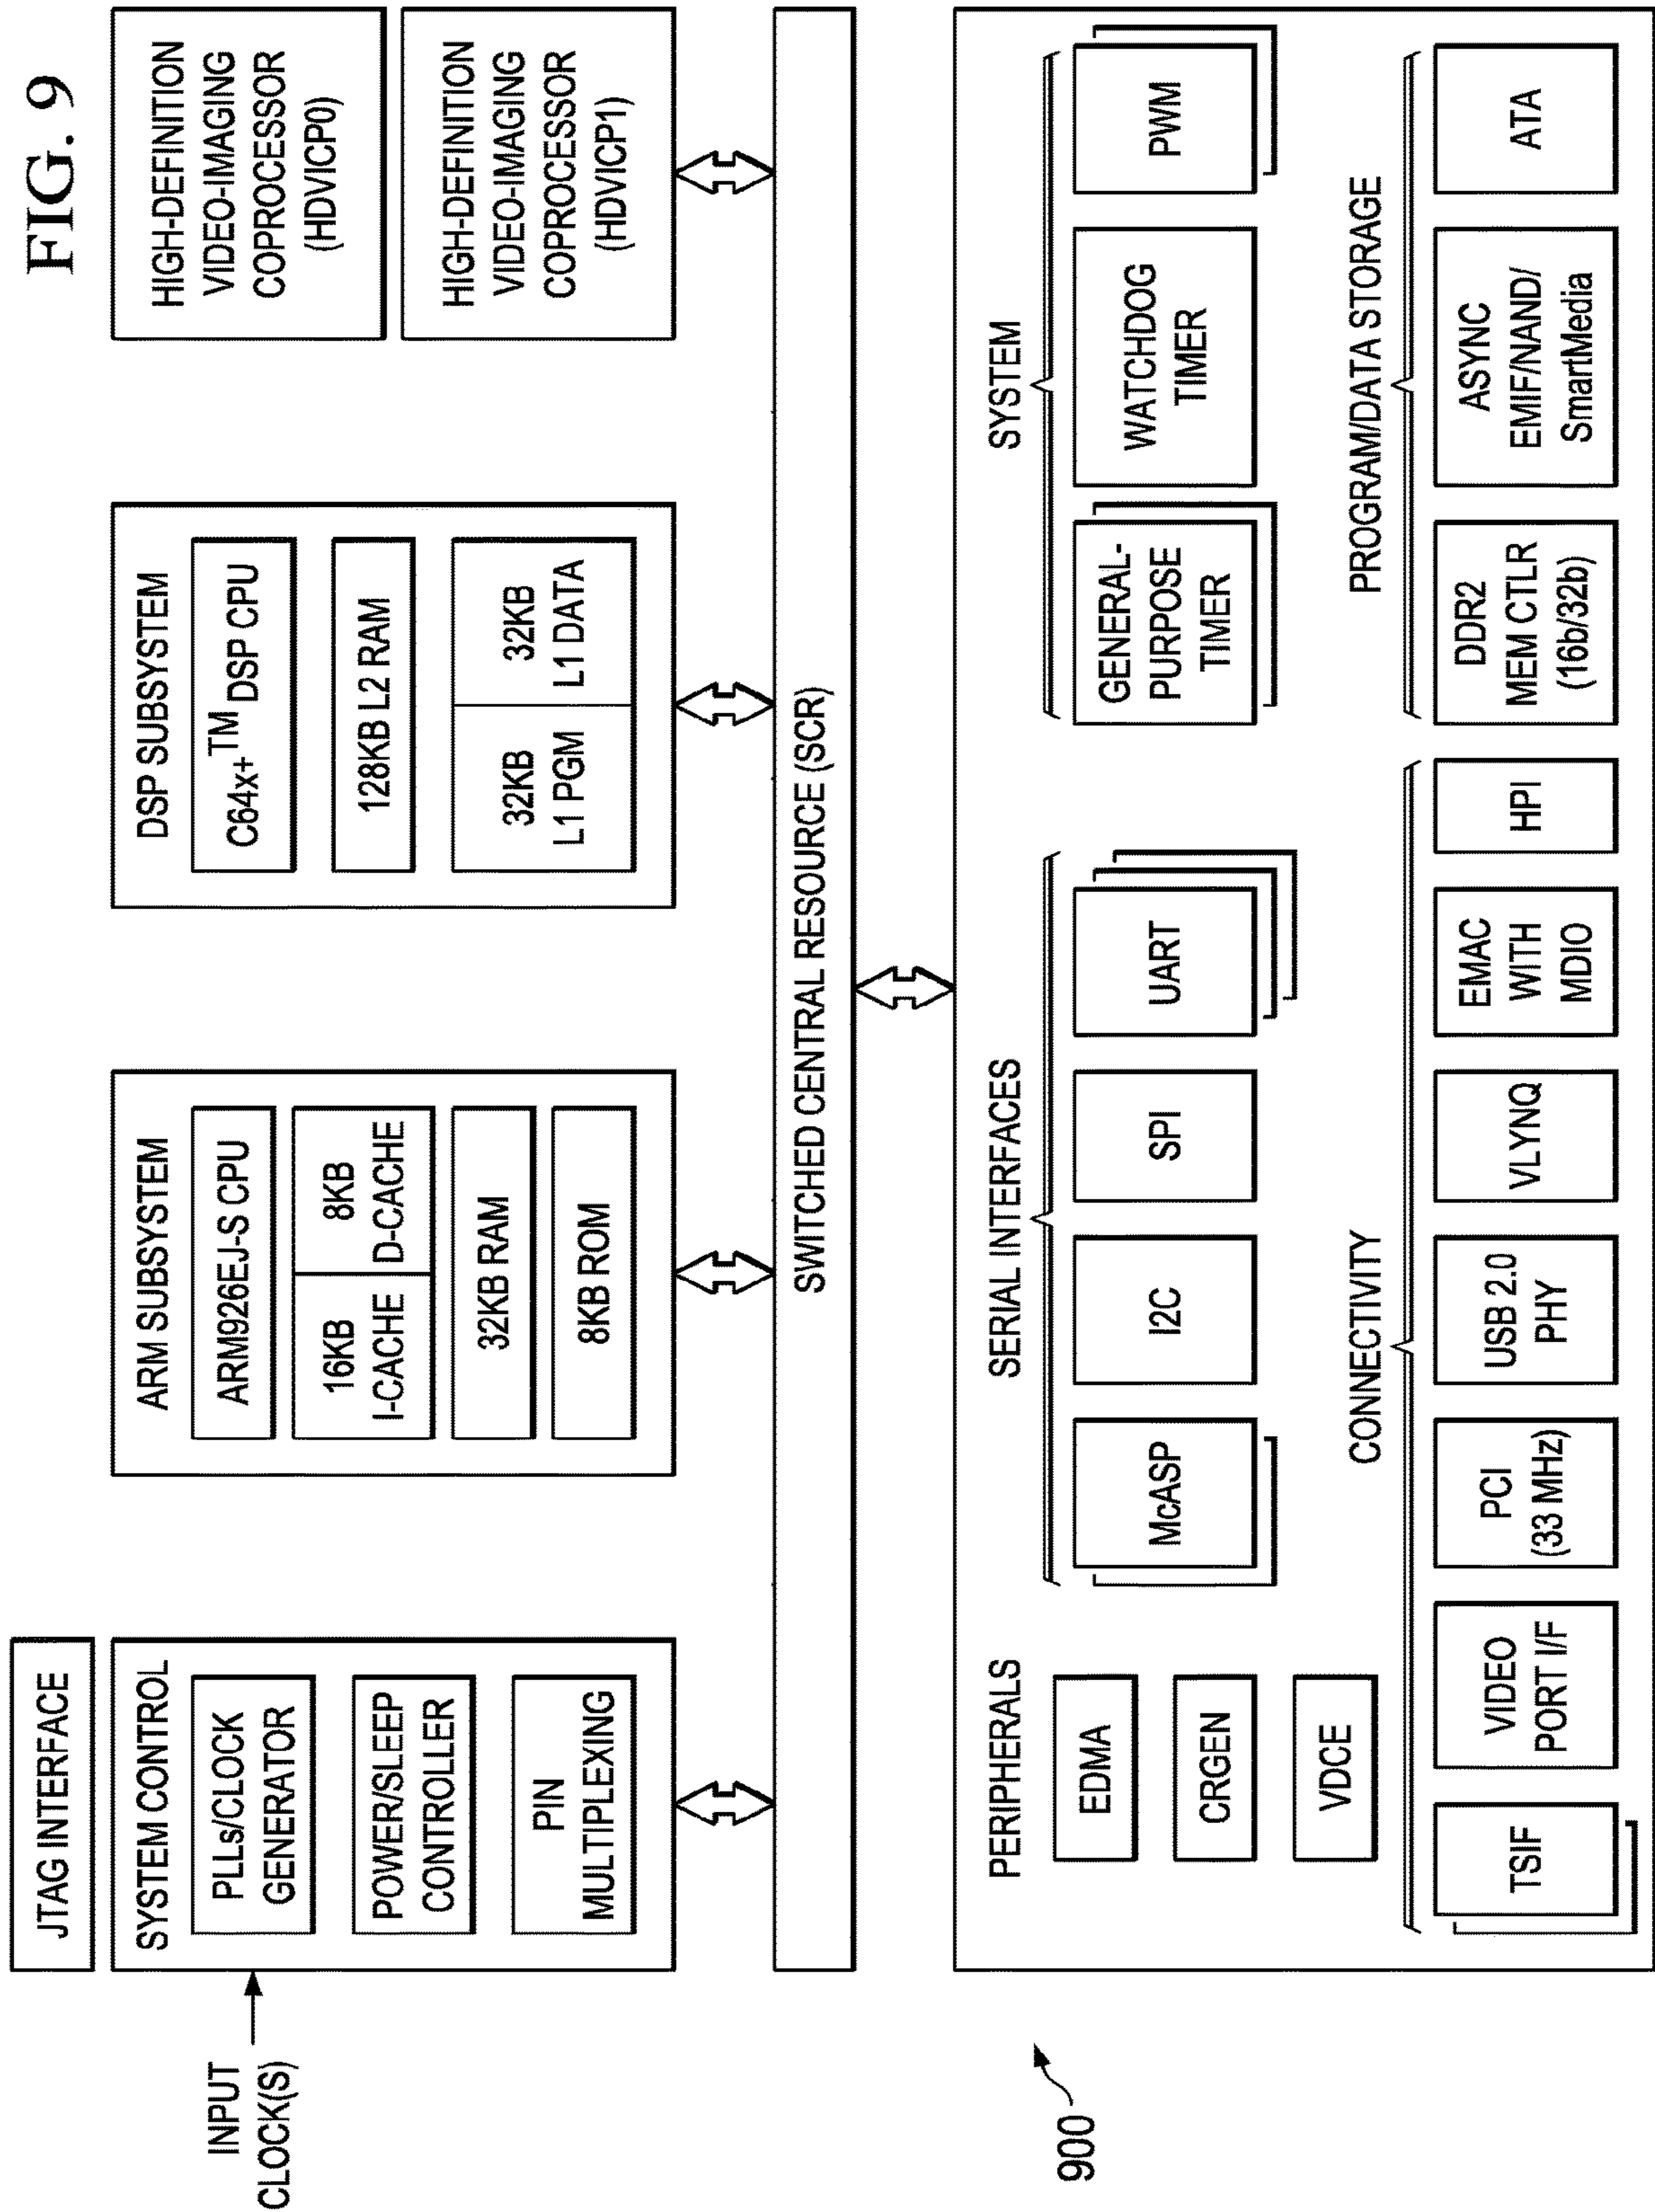 FIG. 9
JTAG INTERFACE
INPUT
CLOCK(S)
SYSTEM CONTROL
PLLs/CLOCK
GENERATOR
POWER/SLEEP
CONTROLLER
PIN
MULTIPLEXING
ARM SUBSYSTEM
ARM926EJ-S CPU
16KB
I-CACHE
8KB
D-CACHE
32KB RAM
8KB ROM
DSP SUBSYSTEM
C64x+TM DSP CPU
128KB L2 RAM
32KB
L1 PGM
32KB
L1 DATA
HIGH-DEFINITION
VIDEO-IMAGING
COPROCESSOR
(HDVICP0)
HIGH-DEFINITION
VIDEO-IMAGING
COPROCESSOR
(HDVICP1)
SWITCHED CENTRAL RESOURCE (SCR)
900
PERIPHERALS
EDMA
CRGEN
VDCE
SERIAL INTERFACES
McASP
I2C
SPI
UART
SYSTEM
GENERAL-
PURPOSE
TIMER
WATCHDOG
TIMER
PWM
CONNECTIVITY
TSIF
VIDEO
PORT I/F
PCI
(33 MHz)
USB 2.0
PHY
VLYNQ
EMAC
WITH
MDIO
HPI
PROGRAM/DATA STORAGE
DDR2
MEM CTLR
(16b/32b)
ASYNC
EMIF/NAND/
SmartMedia
ATA